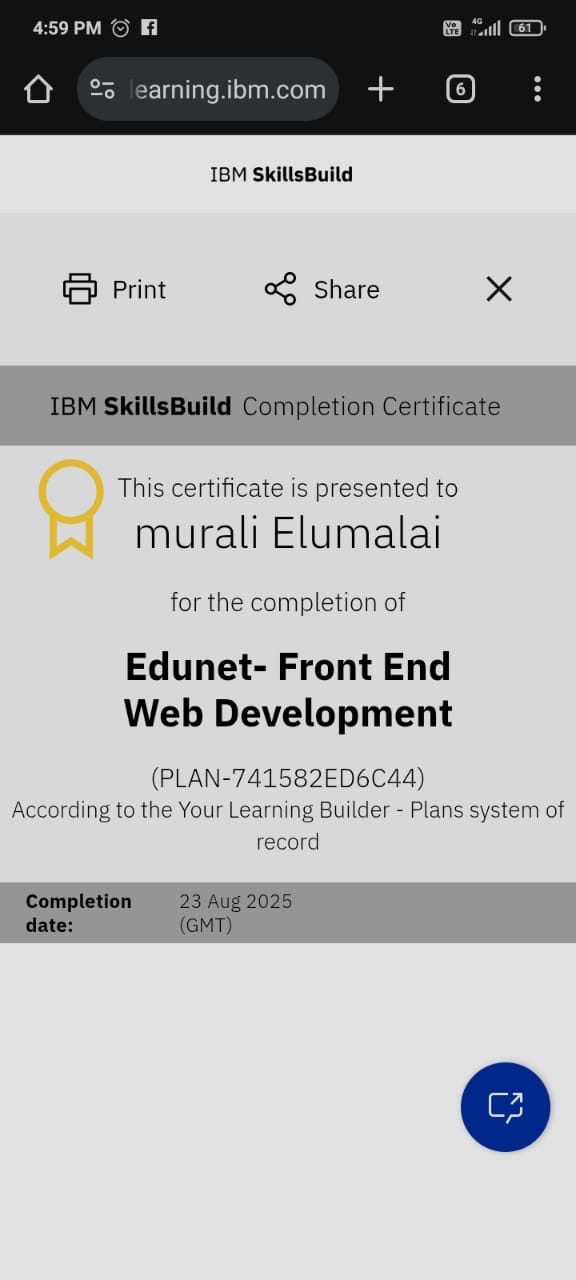 4:59 PM
Vo LTE 4G 61
earning.ibm.com
6
IBM SkillsBuild
Print Share
IBM SkillsBuild Completion Certificate
This certificate is presented to
murali Elumalai
for the completion of
Edunet- Front End
Web Development
(PLAN-741582ED6C44)
According to the Your Learning Builder - Plans system of
record
Completion 23 Aug 2025
date: (GMT)